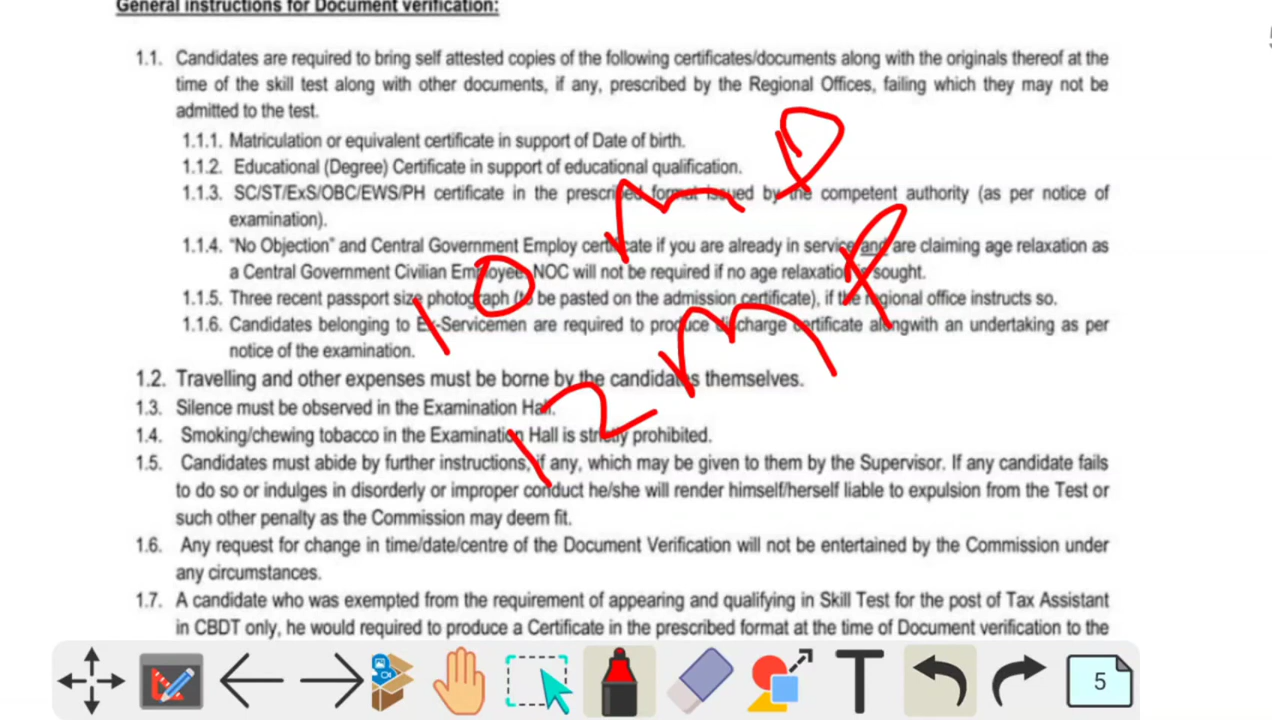 General instructions for Document verification:
1.1. Candidates are required to bring self attested copies of the following certificates/documents along with the originals thereof at the
time of the skill test along with other documents, if any, prescribed by the Regional Offices, failing which they may not be
admitted to the test.
1.1.1. Matriculation or equivalent certificate in support of Date of birth.
1.1.2. Educational (Degree) Certificate in support of educational qualification.
1.1.3. SC/ST/ExS/OBC/EWS/PH certificate in the prescribed format issued by the competent authority (as per notice of
examination).
1.1.4. “No Objection” and Central Government Employ certificate if you are already in service and are claiming age relaxation as
a Central Government Civilian Employee. NOC will not be required if no age relaxation is sought.
1.1.5. Three recent passport size photograph (to be pasted on the admission certificate), if the regional office instructs so.
1.1.6. Candidates belonging to Ex-Servicemen are required to produce discharge certificate alongwith an undertaking as per
notice of the examination.
1.2. Travelling and other expenses must be borne by the candidates themselves.
1.3. Silence must be observed in the Examination Hall.
1.4. Smoking/chewing tobacco in the Examination Hall is strictly prohibited.
1.5. Candidates must abide by further instructions, if any, which may be given to them by the Supervisor. If any candidate fails
to do so or indulges in disorderly or improper conduct he/she will render himself/herself liable to expulsion from the Test or
such other penalty as the Commission may deem fit.
1.6. Any request for change in time/date/centre of the Document Verification will not be entertained by the Commission under
any circumstances.
1.7. A candidate who was exempted from the requirement of appearing and qualifying in Skill Test for the post of Tax Assistant
in CBDT only, he would required to produce a Certificate in the prescribed format at the time of Document verification to the
10 MP
12 MP
T
5